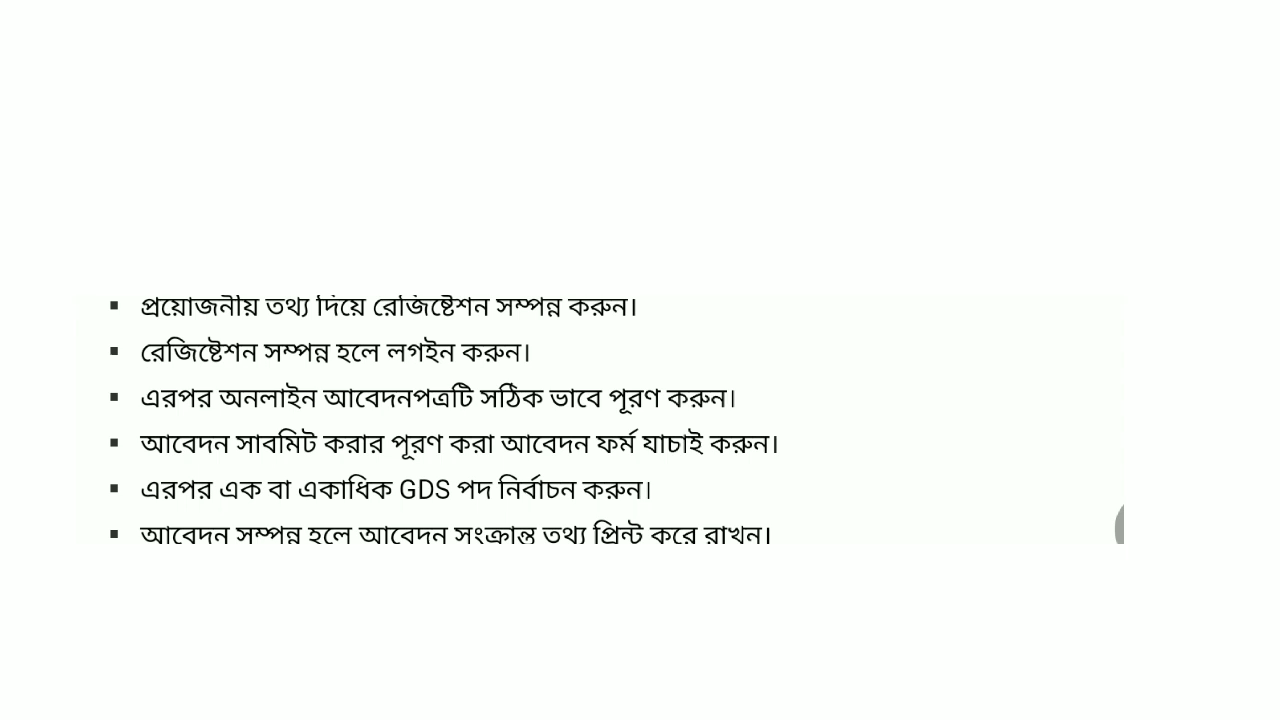 প্রয়োজনীয় তথ্য দিয়ে রেজিষ্টেশন সম্পন্ন করুন।
রেজিষ্টেশন সম্পন্ন হলে লগইন করুন।
এরপর অনলাইন আবেদনপত্রটি সঠিক ভাবে পূরণ করুন।
আবেদন সাবমিট করার পূরণ করা আবেদন ফর্ম যাচাই করুন।
এরপর এক বা একাধিক GDS পদ নির্বাচন করুন।
আবেদন সম্পন্ন হলে আবেদন সংক্রান্ত তথ্য প্রিন্ট করে রাখুন।